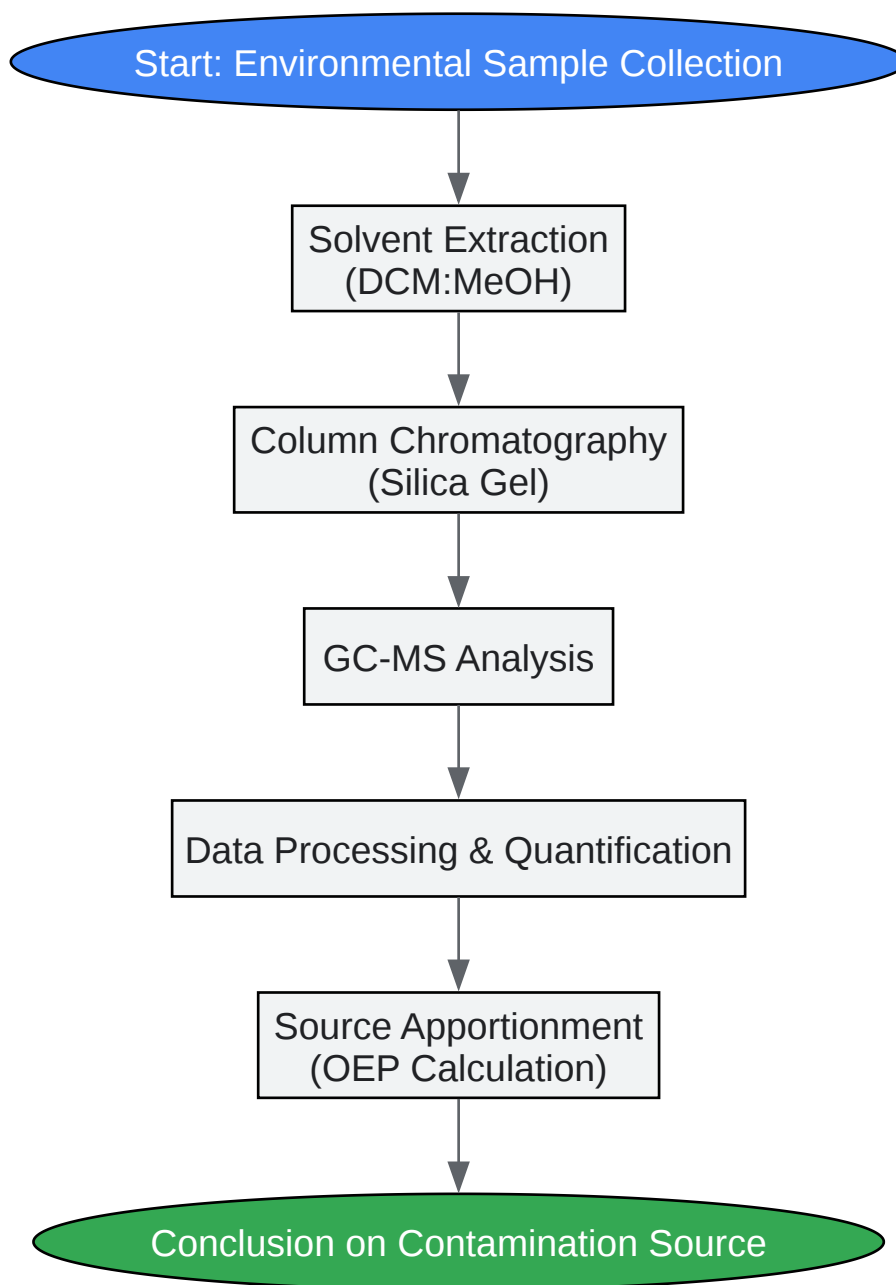 Start: Environmental Sample Collection
Solvent Extraction
(DCM:MeOH)
Column Chromatography
(Silica Gel)
GC-MS Analysis
Data Processing & Quantification
Source Apportionment
(OEP Calculation)
Conclusion on Contamination Source